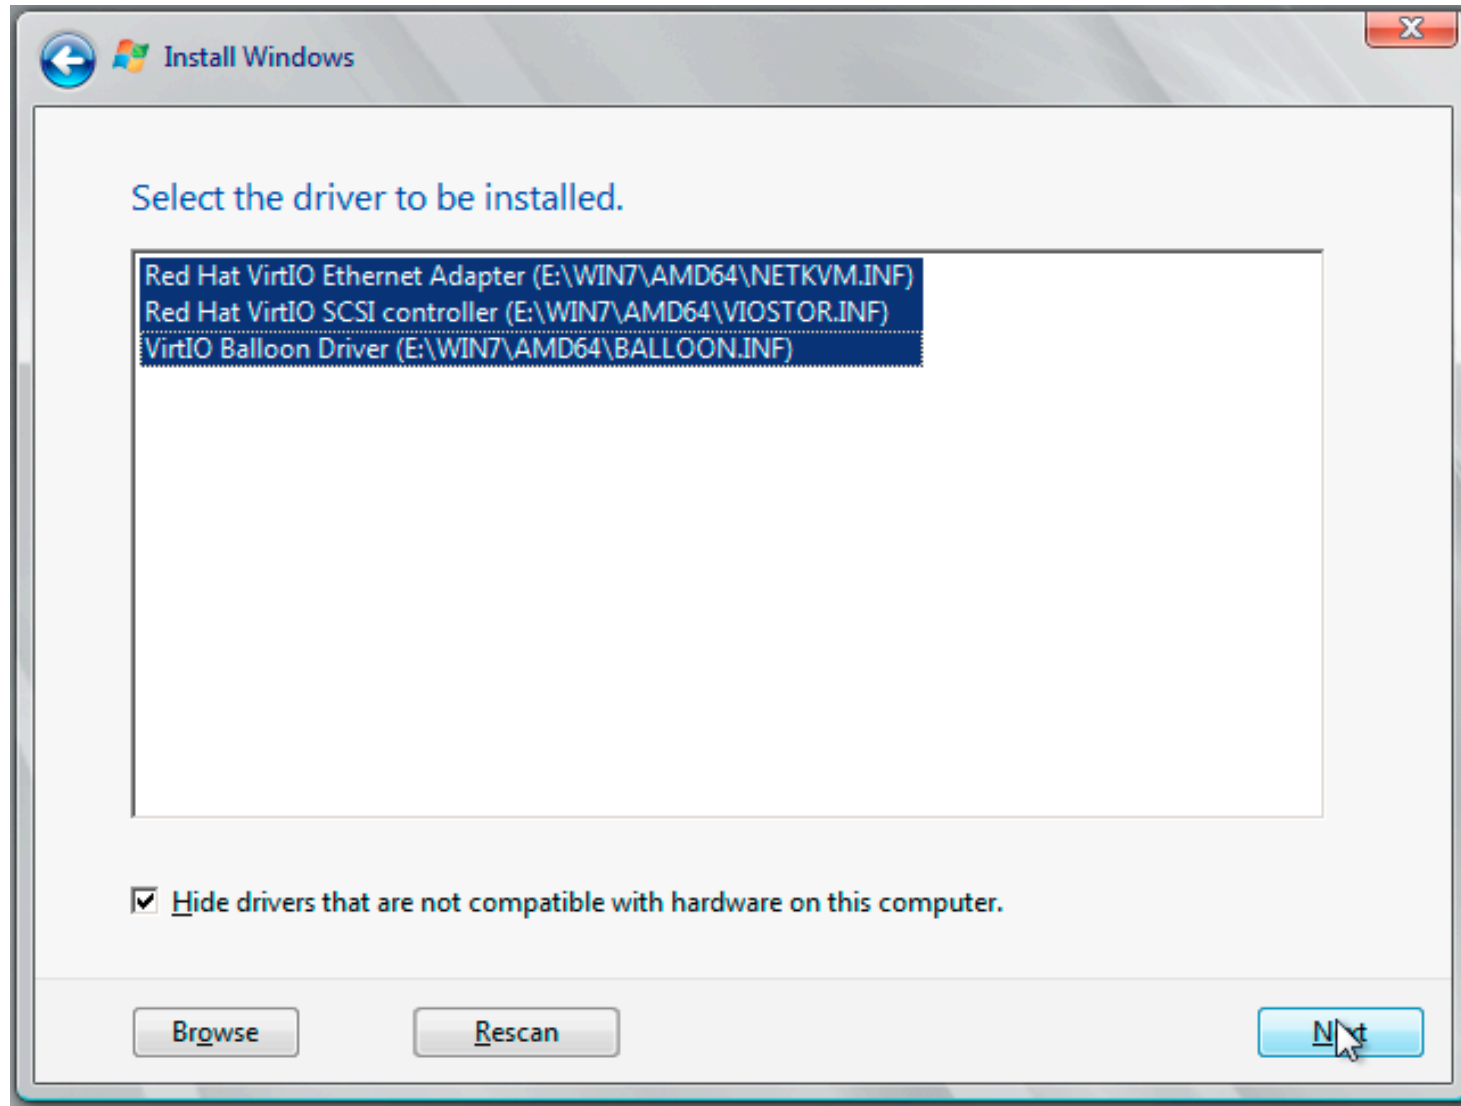 Install Windows
Select the driver to be installed.
Red Hat VirtIO Ethernet Adapter (E:\WIN7\AMD64\NETKVM.INF)
Red Hat VirtIO SCSI controller (E:\WIN7\AMD64\VIOSTOR.INF)
VirtIO Balloon Driver (E:\WIN7\AMD64\BALLOON.INF)
Hide drivers that are not compatible with hardware on this computer.
Browse
Rescan
Next